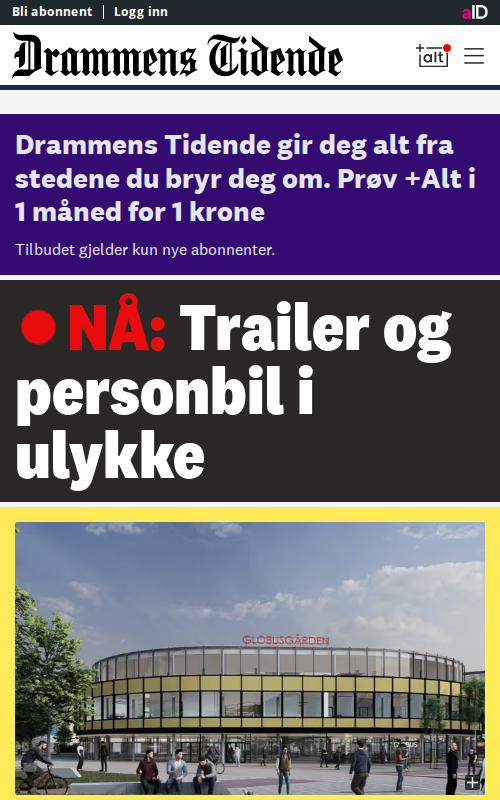 Bli abonnent | Logg inn
aID
Drammens Tidende
+alt
Drammens Tidende gir deg alt fra
stedene du bryr deg om. Prøv +Alt i
1 måned for 1 krone
Tilbudet gjelder kun nye abonnenter.
NÅ: Trailer og
personbil i
ulykke
GLOBUSGÅRDEN